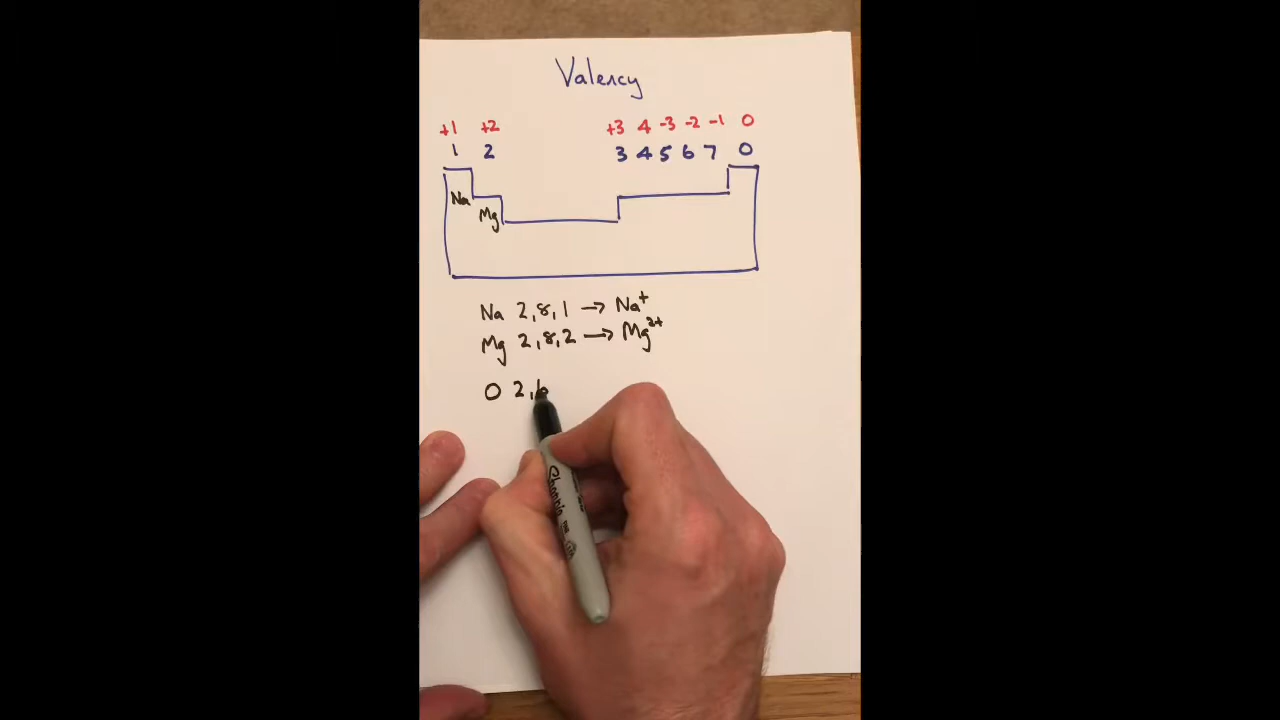 Valency
+1 +2 +3 4 -3 -2 -1 0
1 2 3 4 5 6 7 0
Na
Mg
Na 2,8,1 → Na⁺
Mg 2,8,2 → Mg²⁺
O 2,6
Sharpie